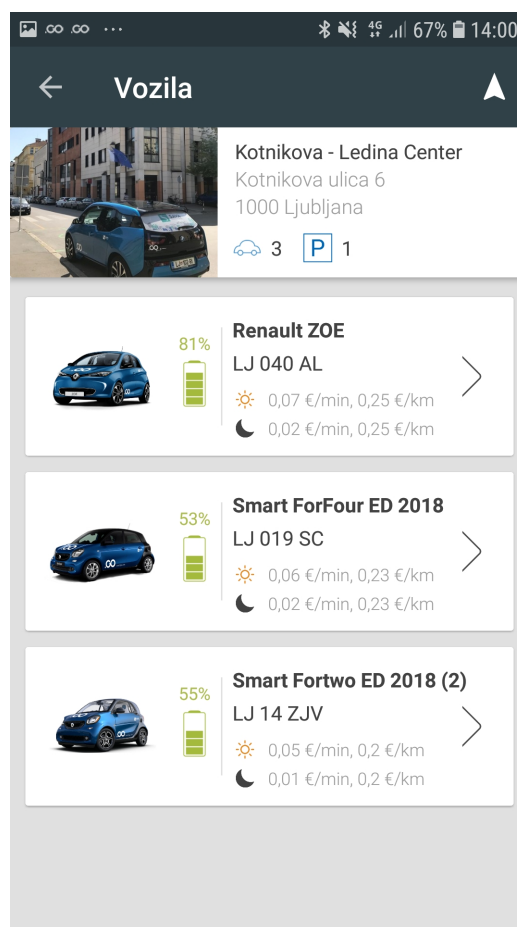 67% 14:00
4G
Vozila
Kotnikova - Ledina Center
Kotnikova ulica 6
1000 Ljubljana
3 P 1
81%
Renault ZOE
LJ 040 AL
0,07 €/min, 0,25 €/km
0,02 €/min, 0,25 €/km
53%
Smart ForFour ED 2018
LJ 019 SC
0,06 €/min, 0,23 €/km
0,02 €/min, 0,23 €/km
55%
Smart Fortwo ED 2018 (2)
LJ 14 ZJV
0,05 €/min, 0,2 €/km
0,01 €/min, 0,2 €/km